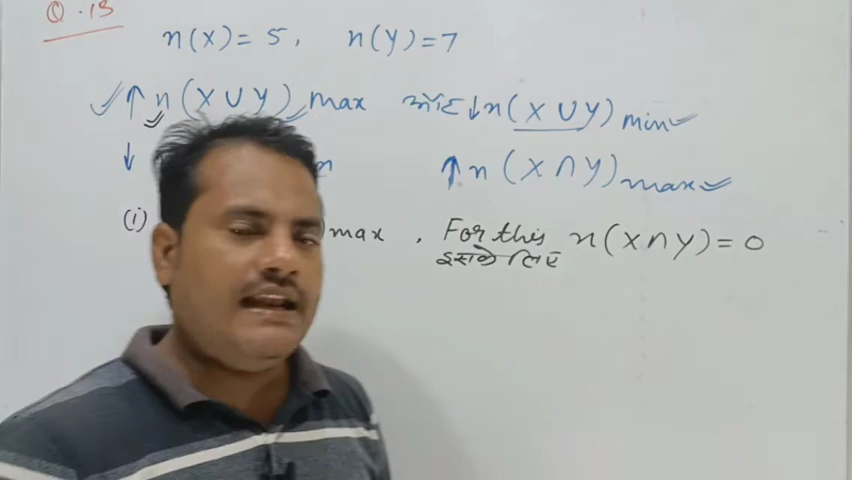 Q.13
n(X) = 5, n(Y) = 7
✓ ↑ n(X ∪ Y) max और ↓ n(X ∪ Y) min ✓
↓ n ↑ n(X ∩ Y) max ✓
(i) max , For this n(X ∩ Y) = 0
इसके लिए